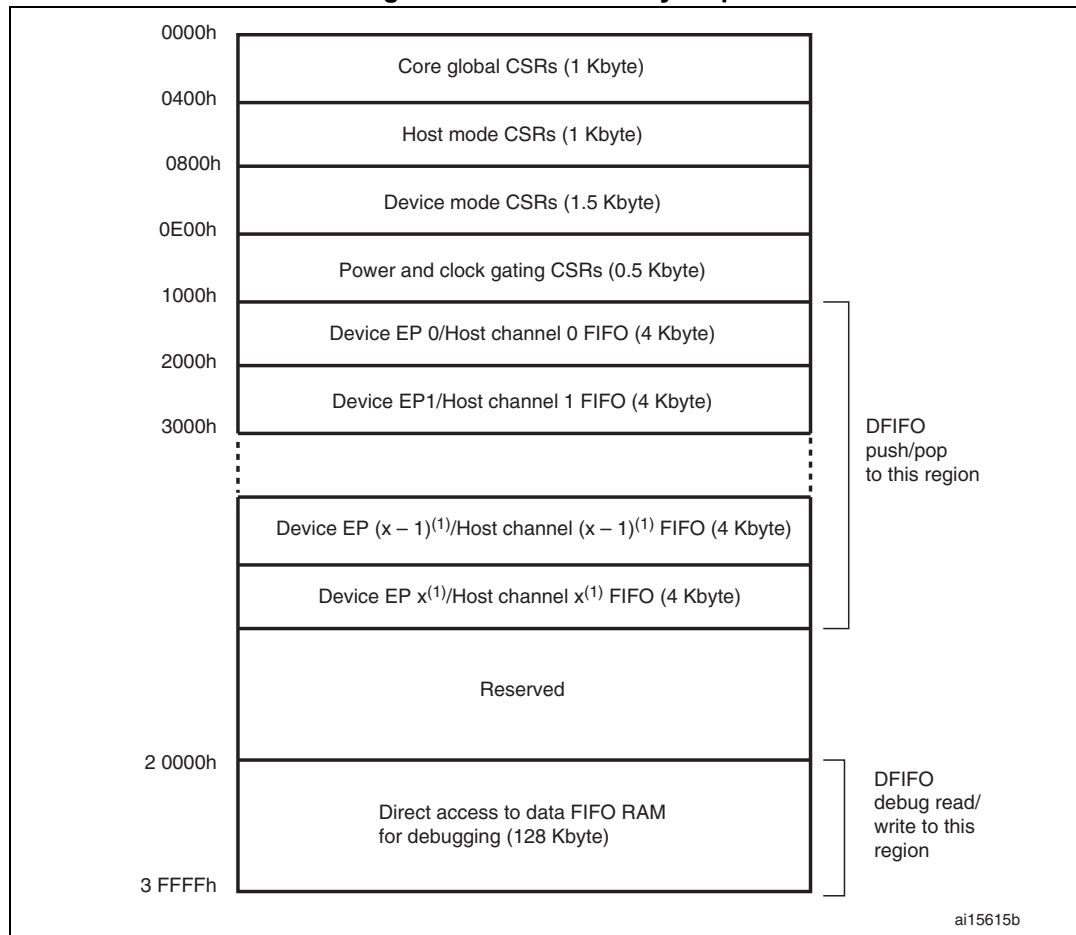 0000h
Core global CSRs (1 Kbyte)
0400h
Host mode CSRs (1 Kbyte)
0800h
Device mode CSRs (1.5 Kbyte)
0E00h
Power and clock gating CSRs (0.5 Kbyte)
1000h
Device EP 0/Host channel 0 FIFO (4 Kbyte)
2000h
Device EP1/Host channel 1 FIFO (4 Kbyte)
3000h
DFIFO
push/pop
to this region
Device EP (x – 1)(1)/Host channel (x – 1)(1) FIFO (4 Kbyte)
Device EP x(1)/Host channel x(1) FIFO (4 Kbyte)
Reserved
2 0000h
Direct access to data FIFO RAM
for debugging (128 Kbyte)
DFIFO
debug read/
write to this
region
3 FFFFh
ai15615b